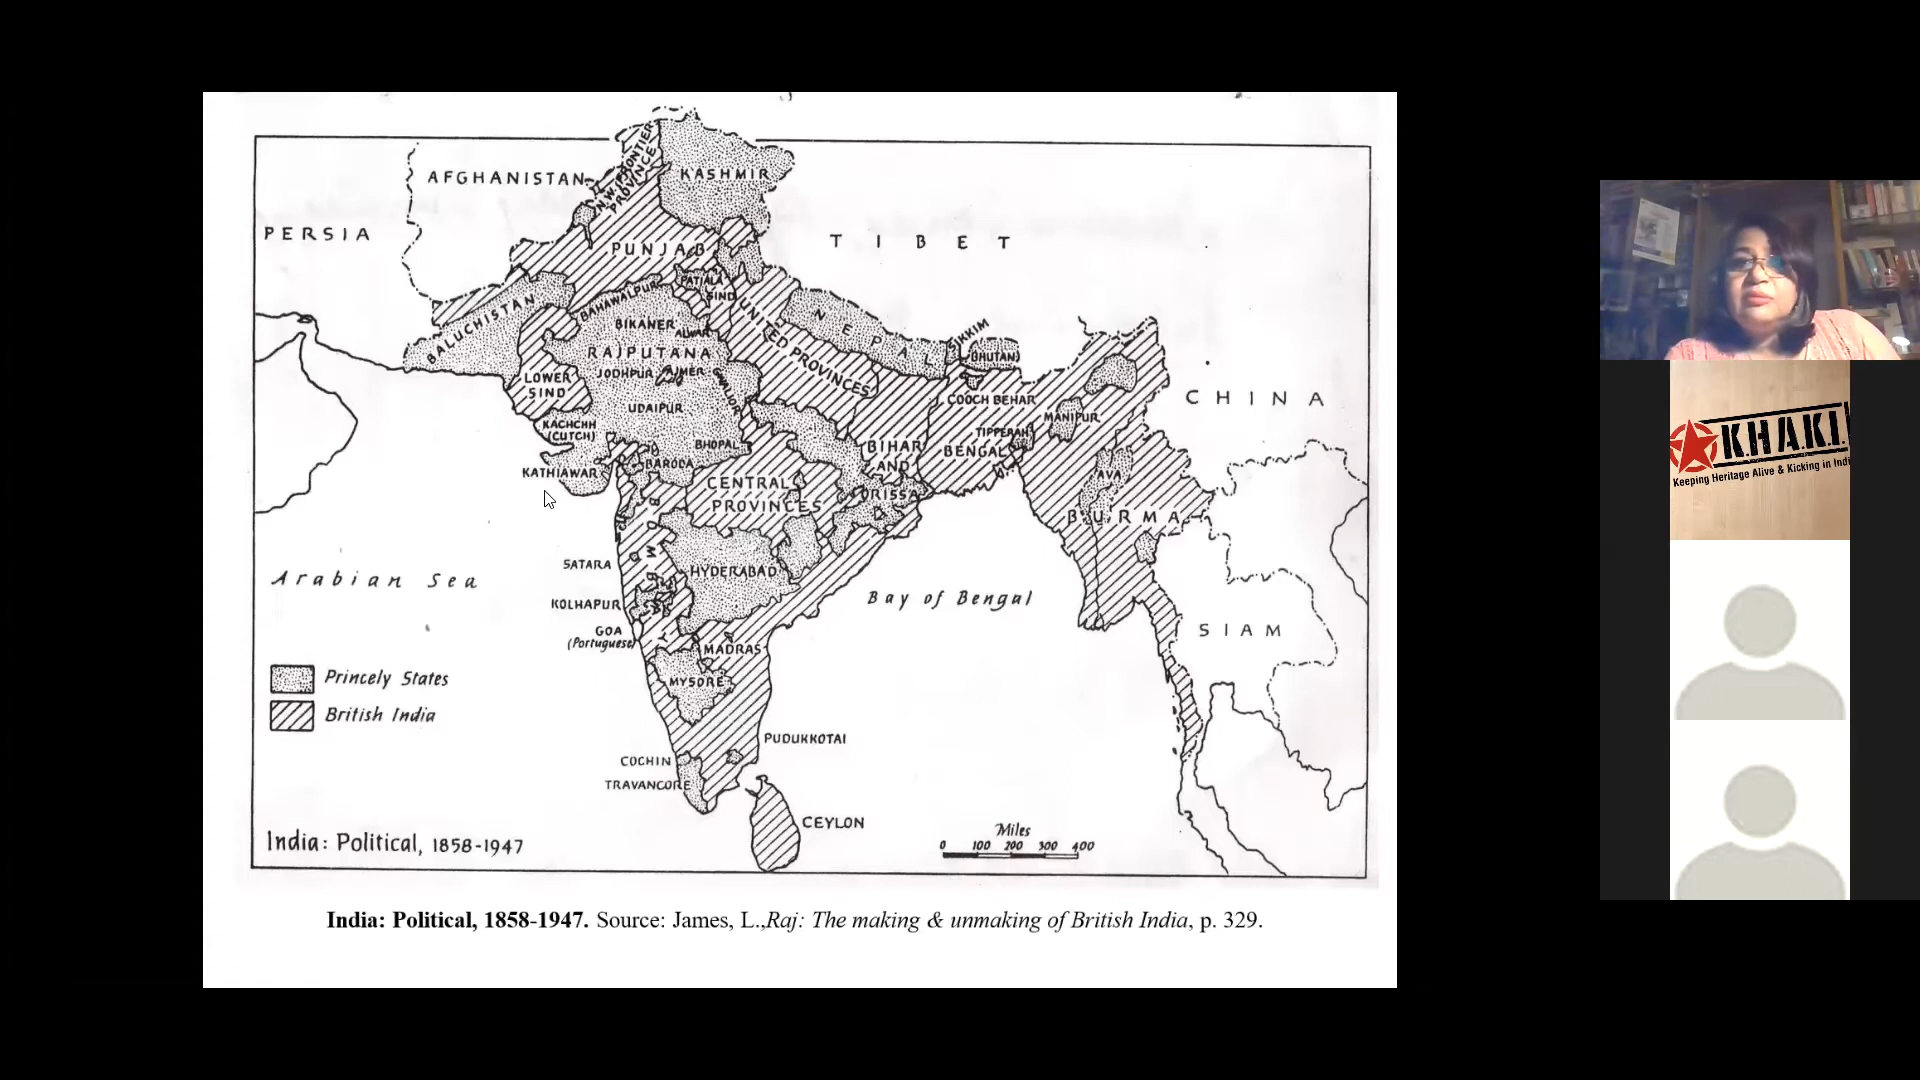 AFGHANISTAN
N.W. FRONTIER
PROVINCE
KASHMIR
PERSIA
TIBET
PUNJAB
PATIALA
SIND
BAHAWALPUR
BALUCHISTAN
BIKANER
ALWAR
RAJPUTANA
JODHPUR
AJMER
GWALIOR
UNITED PROVINCES
NEPAL
SIKKIM
BHUTAN
LOWER
SIND
UDAIPUR
COOCH BEHAR
CHINA
KACHCHH
(CUTCH)
MANIPUR
TIPPERAH
BHOPAL
BIHAR
AND
ORISSA
BENGAL
KATHIAWAR
BARODA
AVA
CENTRAL
PROVINCES
BURMA
BOMBAY
SATARA
HYDERABAD
Arabian Sea
Bay of Bengal
KOLHAPUR
GOA
(Portuguese)
SIAM
MADRAS
MYSORE
Princely States
British India
PUDUKKOTAI
COCHIN
TRAVANCORE
CEYLON
Miles
0 100 200 300 400
India: Political, 1858-1947
India: Political, 1858-1947. Source: James, L.,Raj: The making & unmaking of British India, p. 329.
K.H.A.K.I.
Keeping Heritage Alive & Kicking in Indi